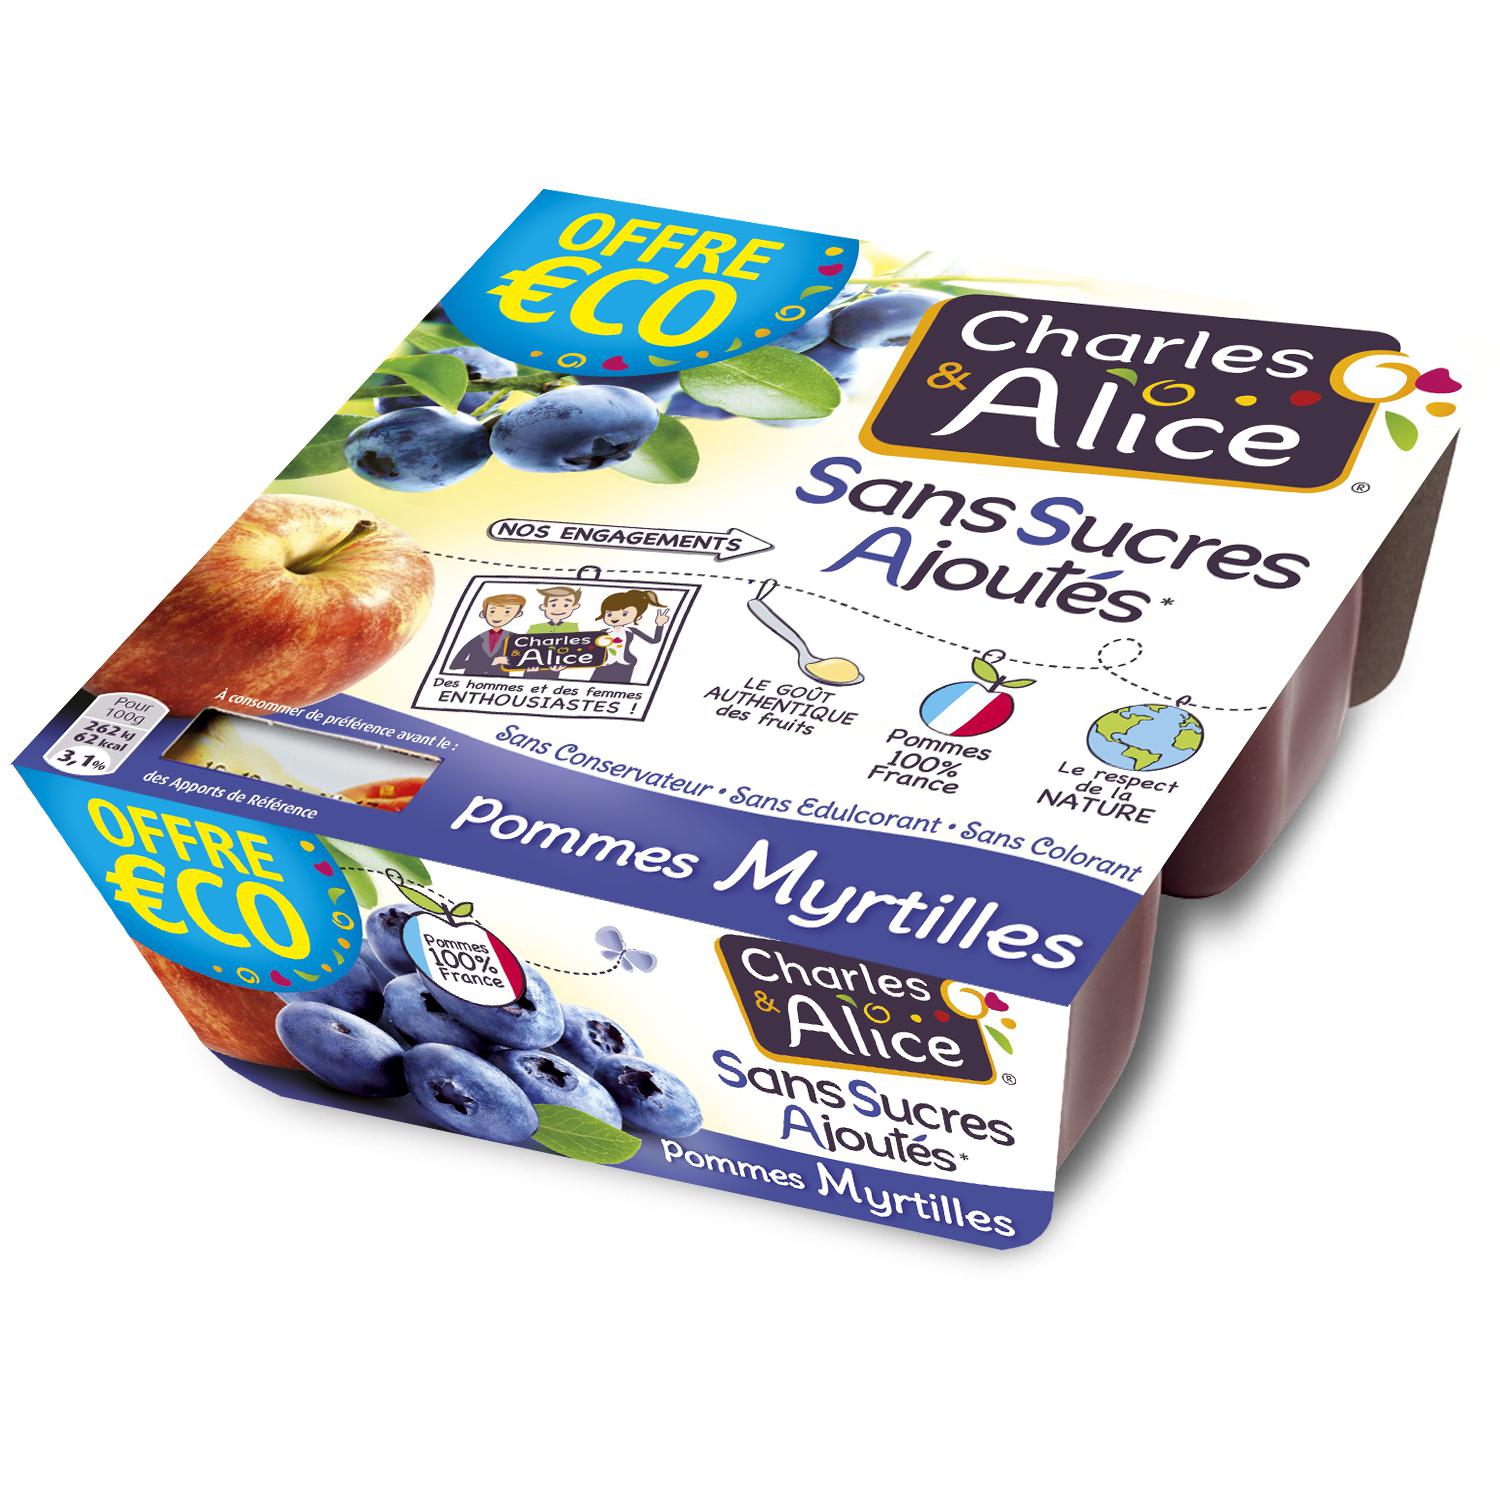 OFFRE
€CO
Charles
& Alice
®
Sans Sucres
Ajoutés*
NOS ENGAGEMENTS
Charles
& Alice
Des hommes et des femmes
ENTHOUSIASTES !
LE GOÛT
AUTHENTIQUE
des fruits
Pommes
100%
France
Le respect
de la
NATURE
Sans Conservateur • Sans Edulcorant • Sans Colorant
Pour
100g
262 kJ
62 kcal
3,1%
À consommer de préférence avant le :
des Apports de Référence
Pommes Myrtilles
OFFRE
€CO
Pommes
100%
France
Charles
& Alice
®
Sans Sucres
Ajoutés*
Pommes Myrtilles